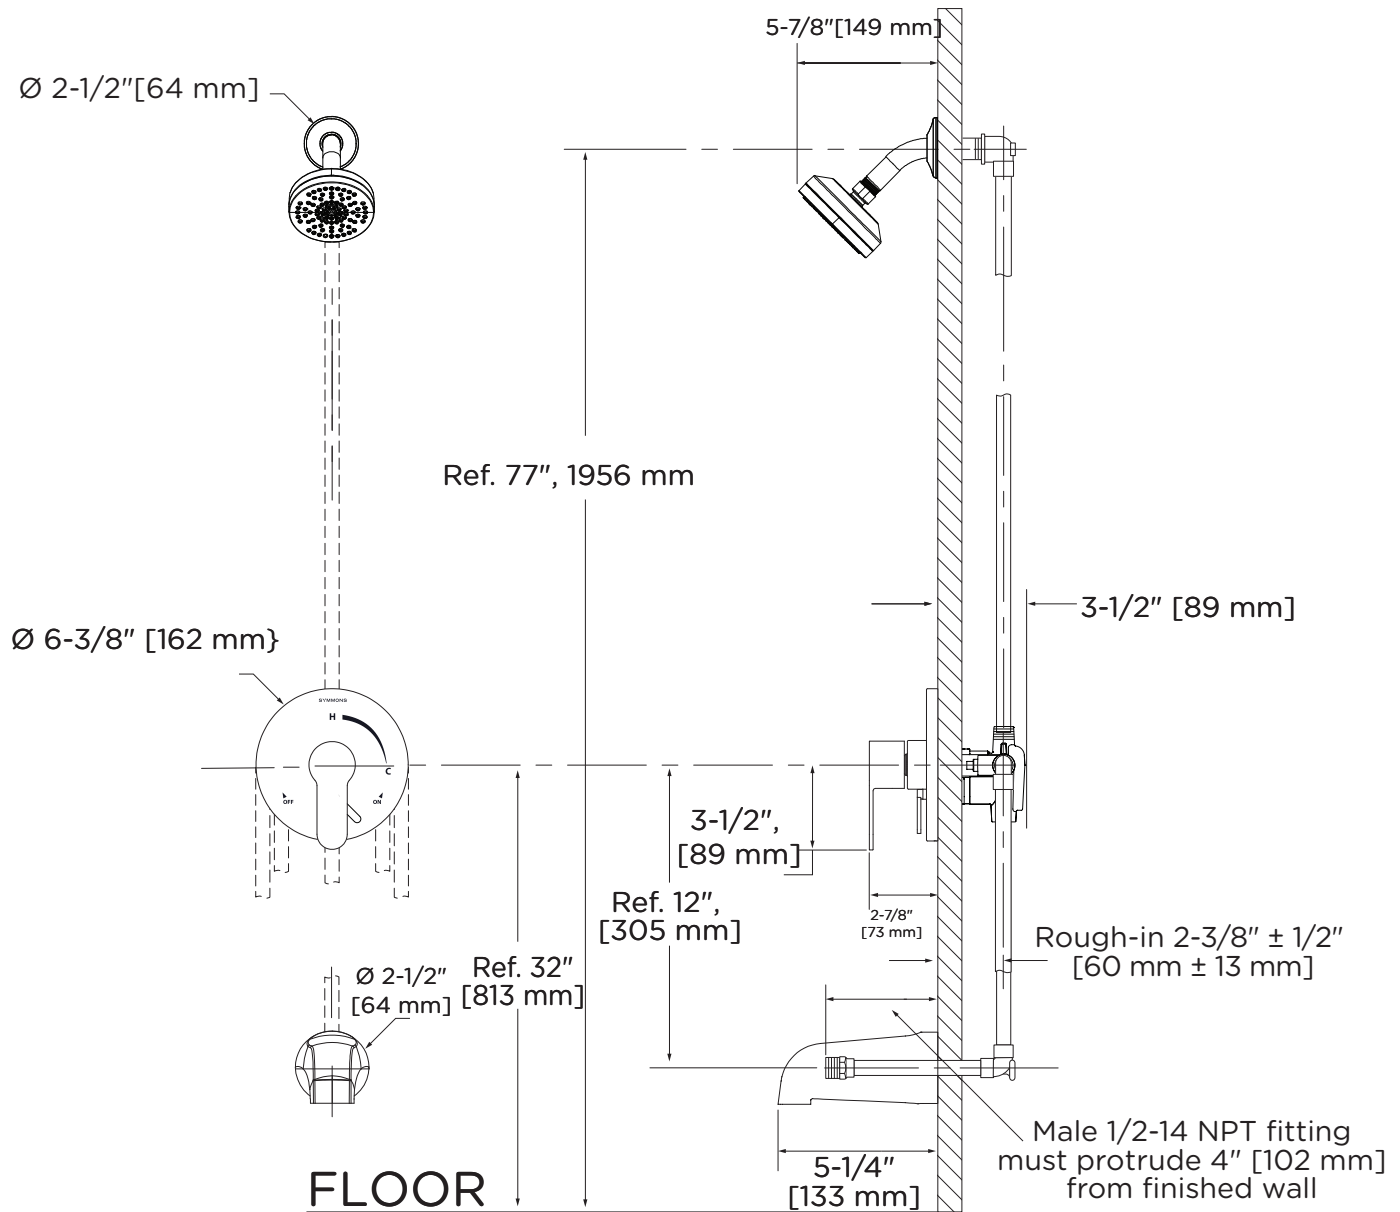 5-7/8"[149 mm]
Ø 2-1/2"[64 mm]
Ref. 77", 1956 mm
3-1/2" [89 mm]
Ø 6-3/8" [162 mm}
SYMMONS
H
C
OFF
ON
3-1/2",
[89 mm]
Ref. 12",
[305 mm]
2-7/8"
[73 mm]
Rough-in 2-3/8" ± 1/2"
[60 mm ± 13 mm]
Ø 2-1/2"
[64 mm]
Ref. 32"
[813 mm]
Male 1/2-14 NPT fitting
must protrude 4" [102 mm]
from finished wall
5-1/4"
[133 mm]
FLOOR